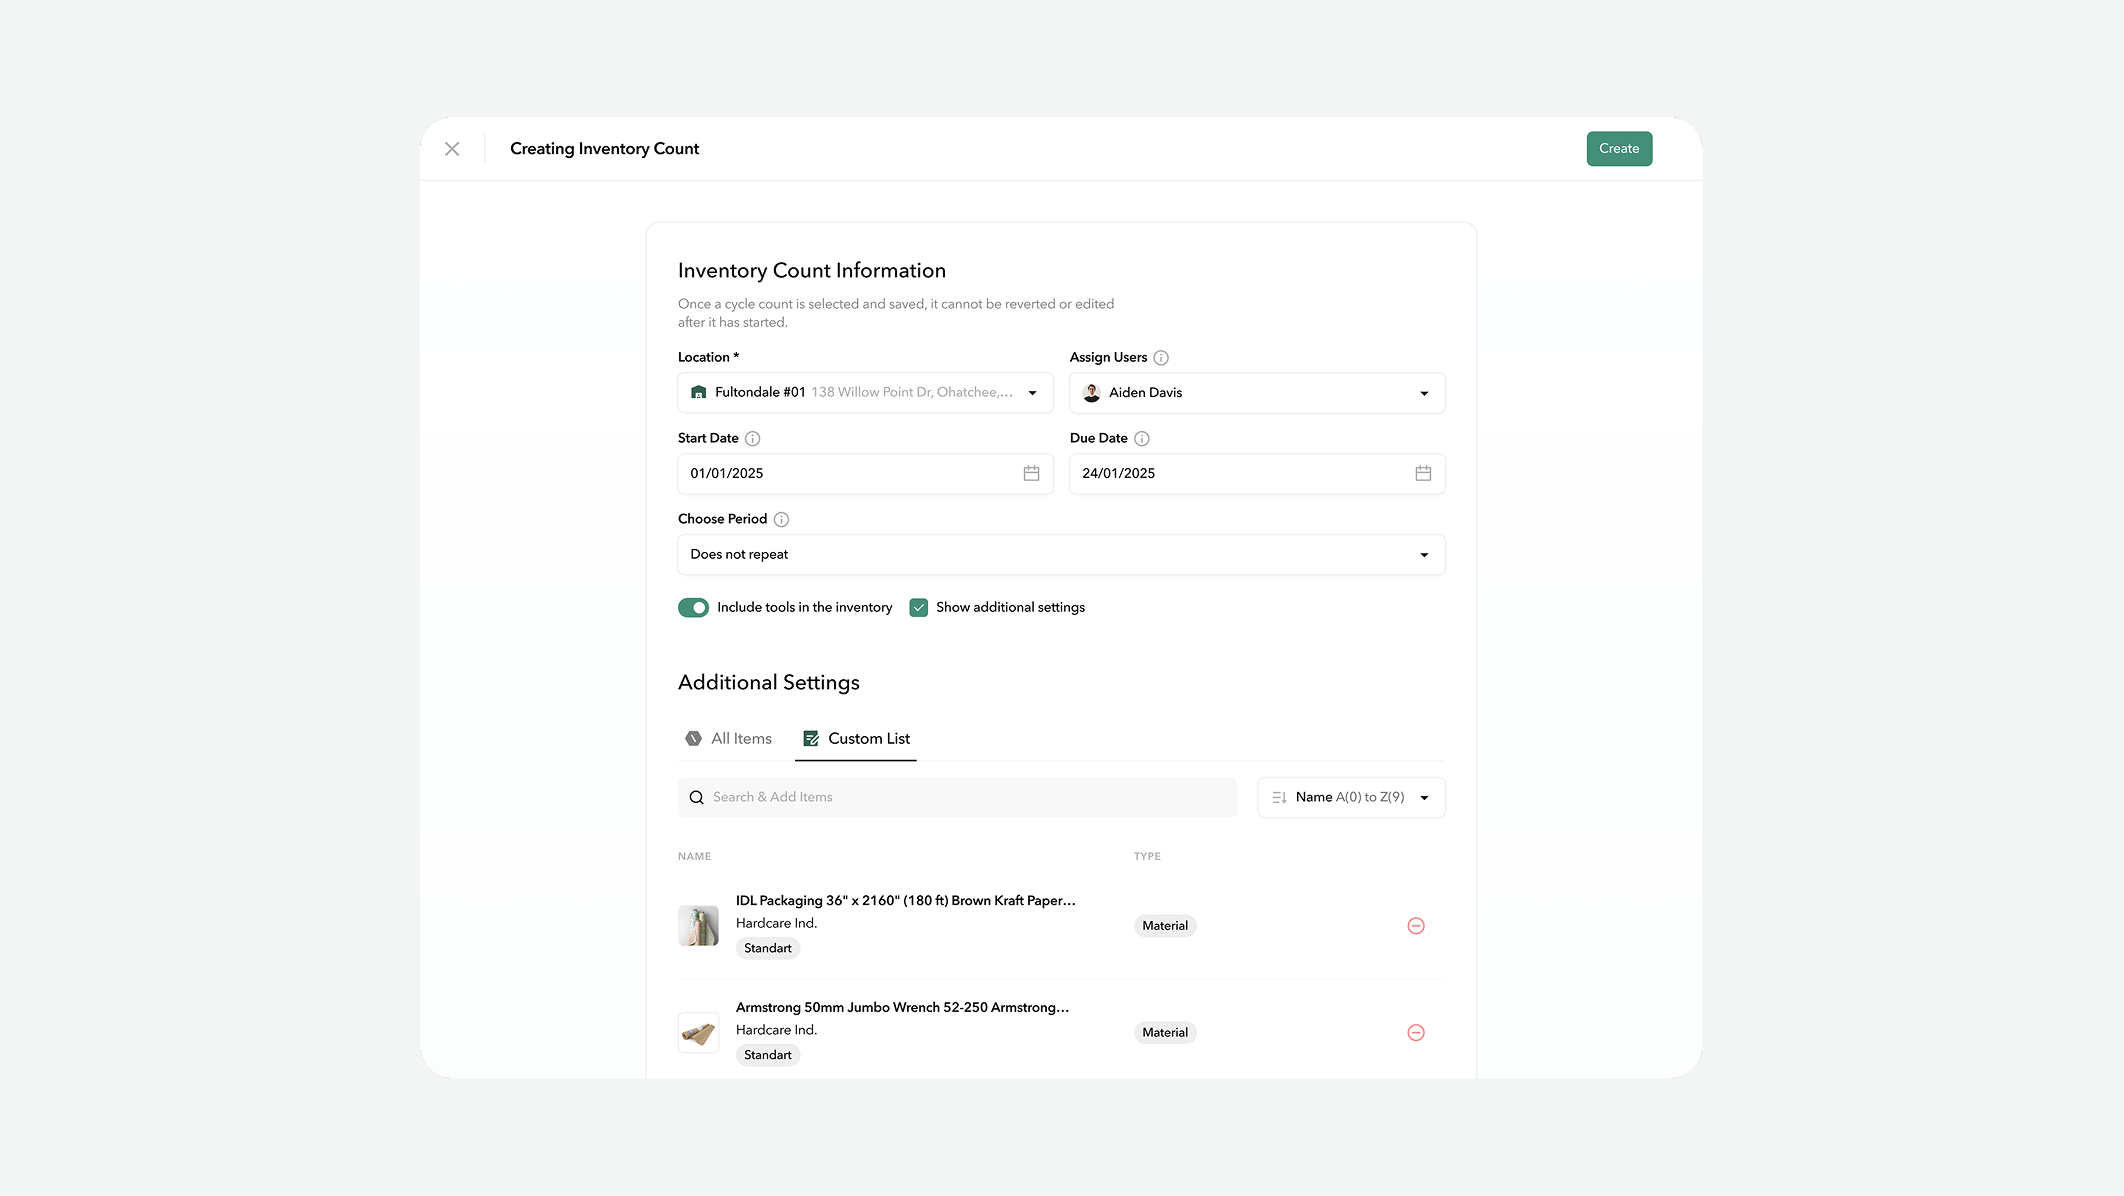 Creating Inventory Count
Create
Inventory Count Information
Once a cycle count is selected and saved, it cannot be reverted or edited
after it has started.
Location *
Assign Users
Fultondale #01 138 Willow Point Dr, Ohatchee,...
Aiden Davis
Start Date
Due Date
01/01/2025
24/01/2025
Choose Period
Does not repeat
Include tools in the inventory
Show additional settings
Additional Settings
All Items
Custom List
Search & Add Items
Name A(0) to Z(9)
NAME
TYPE
IDL Packaging 36" x 2160" (180 ft) Brown Kraft Paper...
Hardcare Ind.
Standart
Material
Armstrong 50mm Jumbo Wrench 52-250 Armstrong...
Hardcare Ind.
Standart
Material